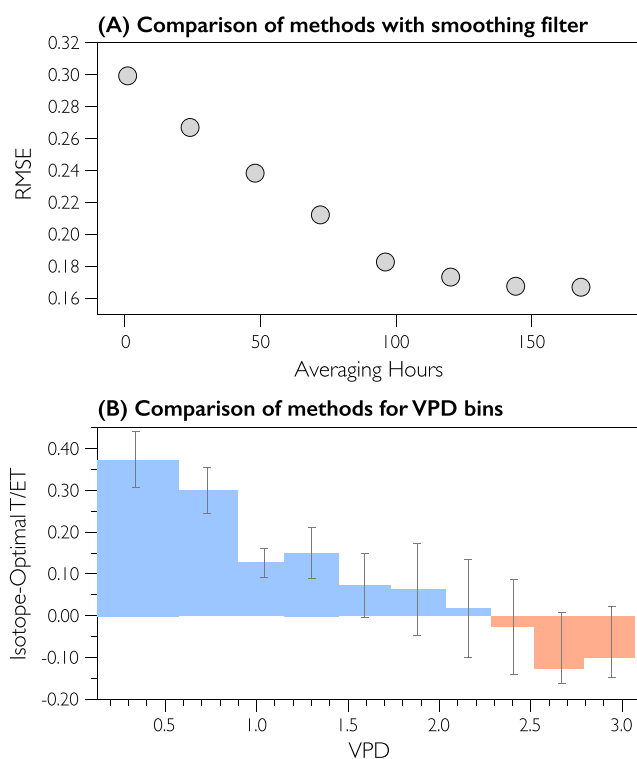 (A) Comparison of methods with smoothing filter
0.32
0.30
0.28
0.26
0.24
0.22
0.20
0.18
0.16
RMSE
0 50 100 150
Averaging Hours
(B) Comparison of methods for VPD bins
0.40
0.30
0.20
0.10
0.00
-0.10
-0.20
Isotope-Optimal T/ET
0.5 1.0 1.5 2.0 2.5 3.0
VPD